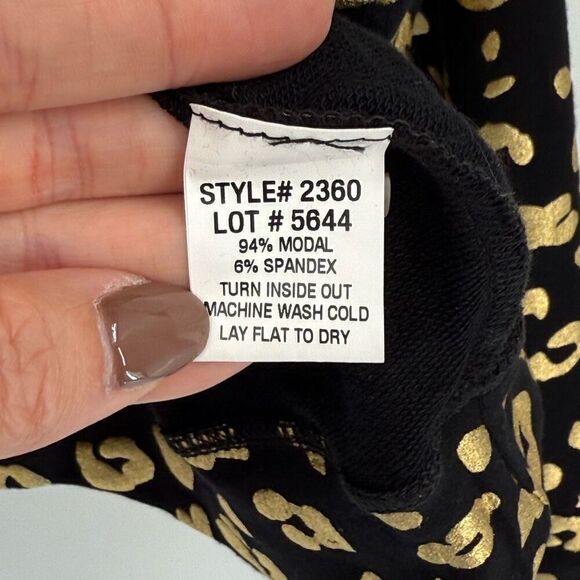 STYLE# 2360
LOT # 5644
94% MODAL
6% SPANDEX
TURN INSIDE OUT
MACHINE WASH COLD
LAY FLAT TO DRY